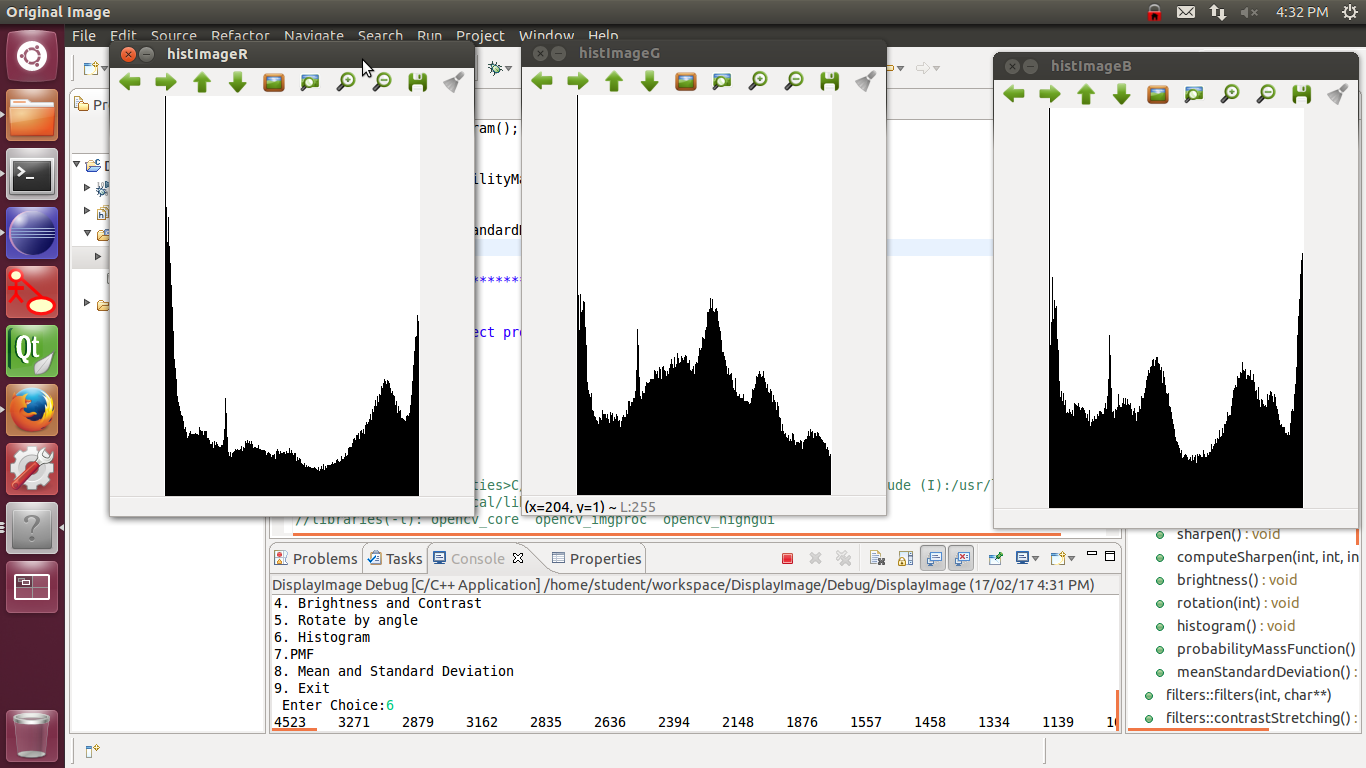 Original Image
4:32 PM
File Edit Source Refactor Navigate Search Run Project Window Help
histImageR
histImageG
histImageB
ram();
standard
*******
ect pro
(x=204, v=1) ~ L:255
ties>C/
ude (I):/usr/
cal/lib
//libraries(-l): opencv_core opencv_imgproc opencv_highgui
Problems Tasks Console Properties
DisplayImage Debug [C/C++ Application] /home/student/workspace/DisplayImage/Debug/DisplayImage (17/02/17 4:31 PM)
4. Brightness and Contrast
5. Rotate by angle
6. Histogram
7.PMF
8. Mean and Standard Deviation
9. Exit
Enter Choice:6
4523 3271 2879 3162 2835 2636 2394 2148 1876 1557 1458 1334 1139
sharpen() : void
computeSharpen(int, int, in
brightness() : void
rotation(int) : void
histogram() : void
probabilityMassFunction()
meanStandardDeviation() :
filters::filters(int, char**)
filters::contrastStretching() :
Qt